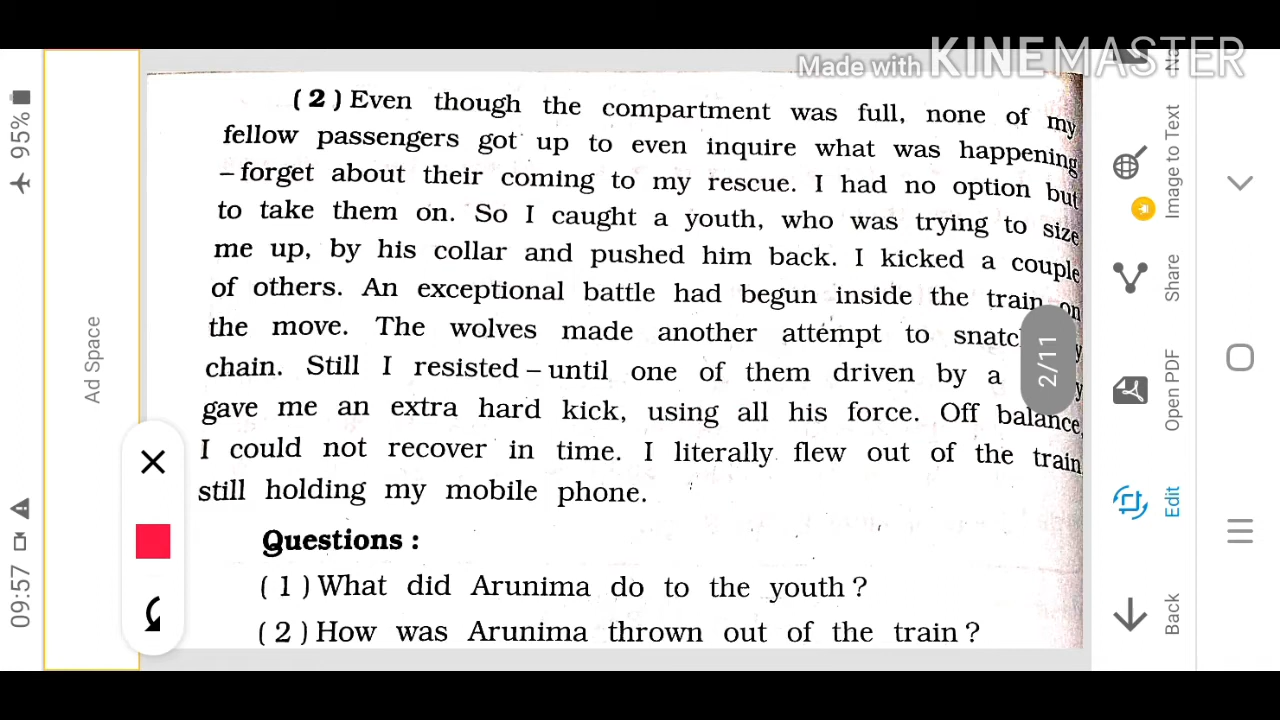 Made with KINEMASTER
(2) Even though the compartment was full, none of my
fellow passengers got up to even inquire what was happening
– forget about their coming to my rescue. I had no option but
to take them on. So I caught a youth, who was trying to size
me up, by his collar and pushed him back. I kicked a couple
of others. An exceptional battle had begun inside the train on
the move. The wolves made another attempt to
chain. Still I resisted – until one of them driven by a
gave me an extra hard kick, using all his force. Off balance,
I could not recover in time. I literally flew out of the train
still holding my mobile phone.
Questions :
(1) What did Arunima do to the youth ?
(2) How was Arunima thrown out of the train ?
09:57
95%
Ad Space
2/11
Image to Text
Share
Open PDF
Edit
Back